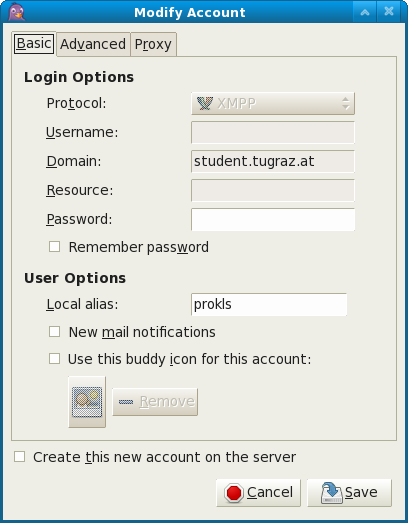 Modify Account
Basic Advanced Proxy
Login Options
Protocol: XMPP
Username:
Domain: student.tugraz.at
Resource:
Password:
Remember password
User Options
Local alias: prokls
New mail notifications
Use this buddy icon for this account:
Remove
Create this new account on the server
Cancel Save